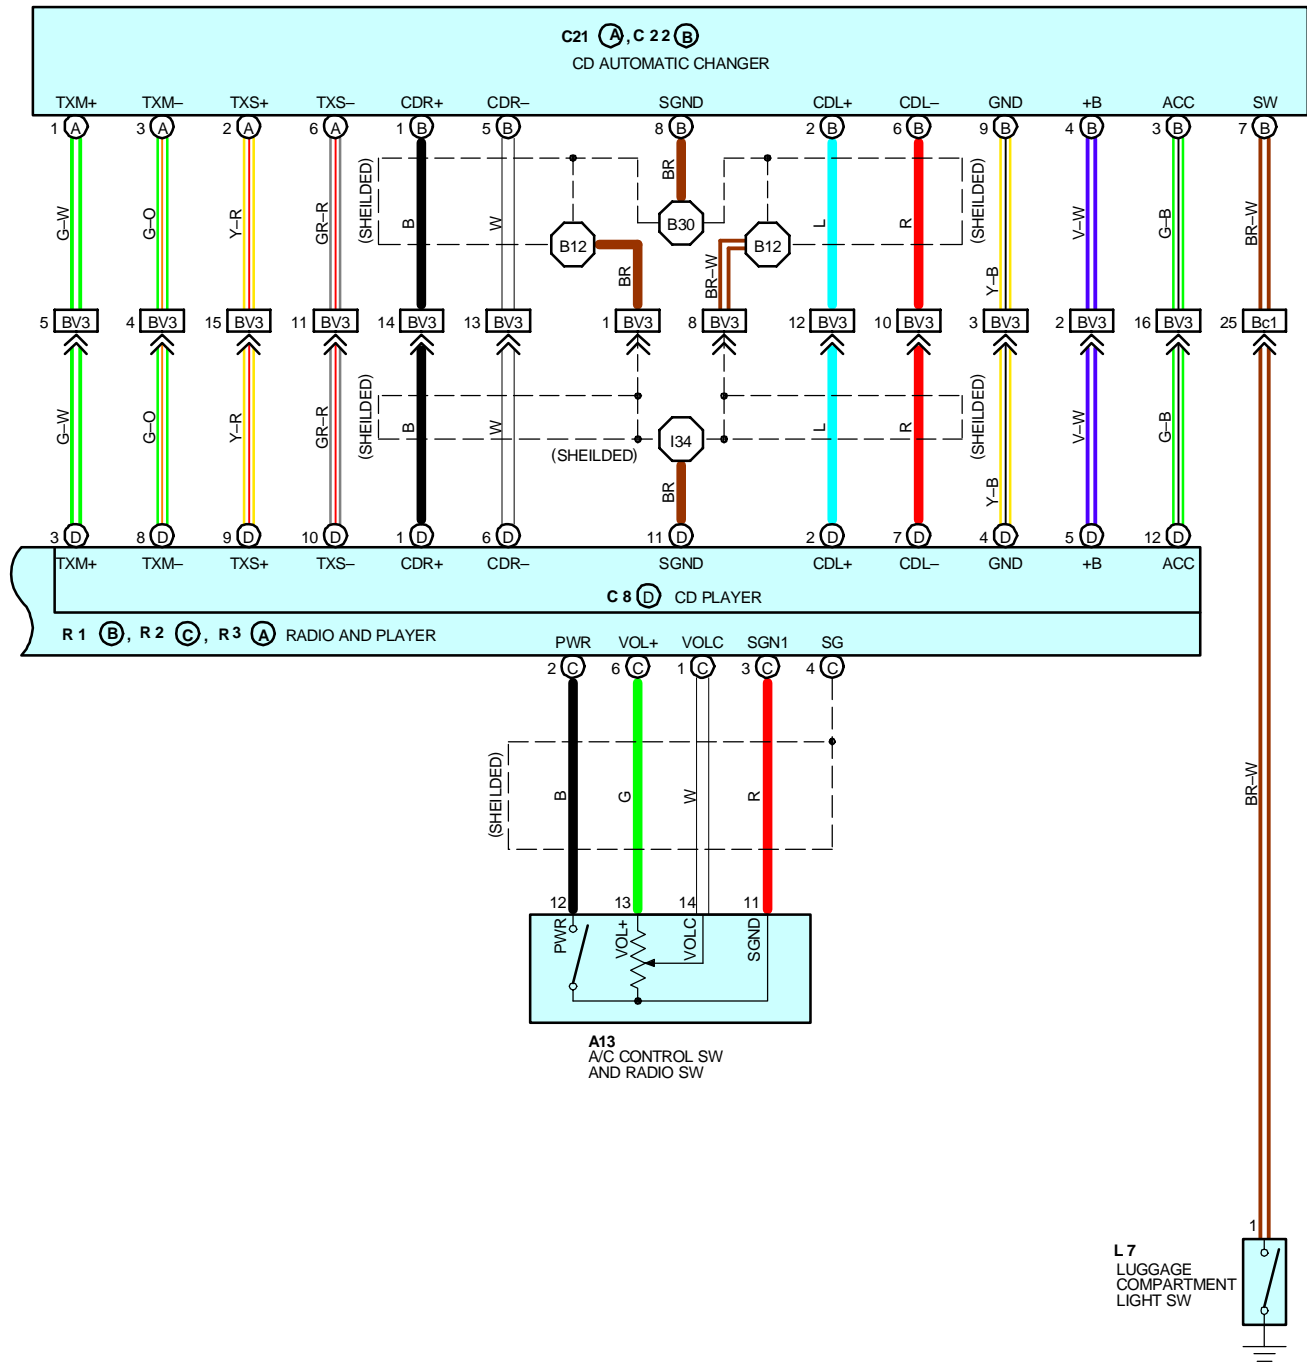 C21 A, C 22 B
CD AUTOMATIC CHANGER
TXM+ TXM– TXS+ TXS– CDR+ CDR– SGND CDL+ CDL– GND +B ACC SW
1 A 3 A 2 A 6 A 1 B 5 B 8 B 2 B 6 B 9 B 4 B 3 B 7 B
G–W G–O Y–R GR–R (SHEILDED) B W BR L R (SHEILDED) Y–B V–W G–B BR–W
B30
B12 B12
BR BR–W
5 BV3 4 BV3 15 BV3 11 BV3 14 BV3 13 BV3 1 BV3 8 BV3 12 BV3 10 BV3 3 BV3 2 BV3 16 BV3 25 Bc1
G–W G–O Y–R GR–R (SHEILDED) B W L R (SHEILDED) Y–B V–W G–B
I34
(SHEILDED)
BR
3 D 8 D 9 D 10 D 1 D 6 D 11 D 2 D 7 D 4 D 5 D 12 D
TXM+ TXM– TXS+ TXS– CDR+ CDR– SGND CDL+ CDL– GND +B ACC
C 8 D CD PLAYER
R 1 B, R 2 C, R 3 A RADIO AND PLAYER
PWR VOL+ VOLC SGN1 SG
2 C 6 C 1 C 3 C 4 C
(SHEILDED) B G W R BR–W
12 13 14 11
PWR VOL+ VOLC SGND
A13
A/C CONTROL SW
AND RADIO SW
1
L 7
LUGGAGE
COMPARTMENT
LIGHT SW